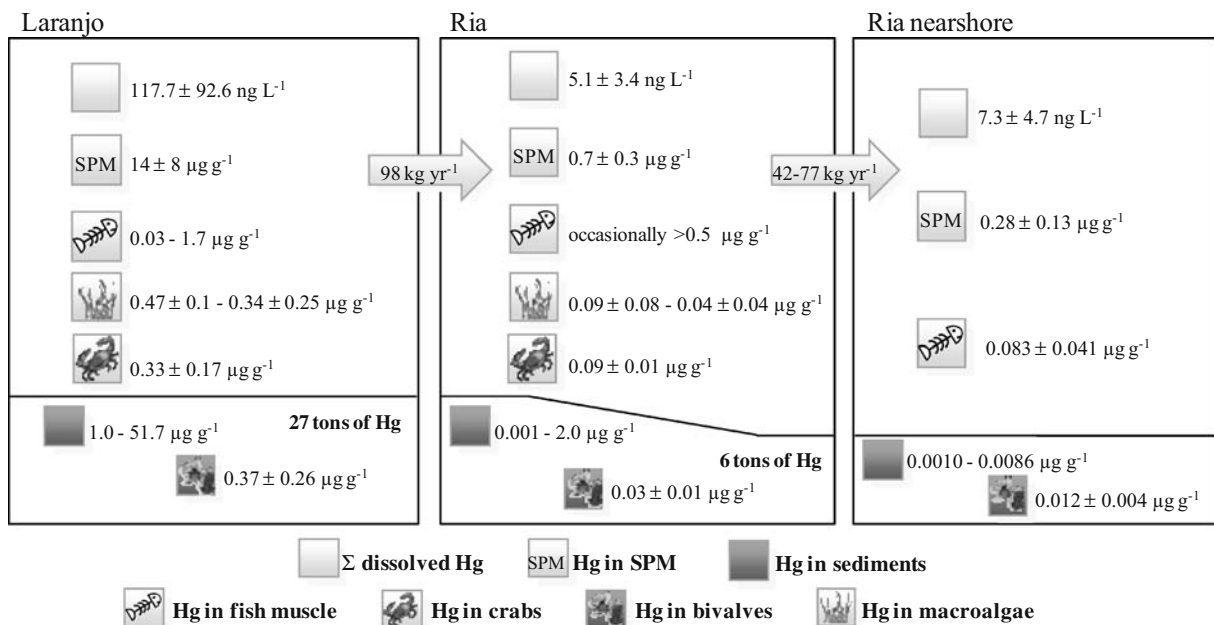 Laranjo
117.7 ± 92.6 ng L⁻¹
SPM 14 ± 8 µg g⁻¹
0.03 - 1.7 µg g⁻¹
0.47 ± 0.1 - 0.34 ± 0.25 µg g⁻¹
0.33 ± 0.17 µg g⁻¹
27 tons of Hg
1.0 - 51.7 µg g⁻¹
0.37 ± 0.26 µg g⁻¹
98 kg yr⁻¹
Ria
5.1 ± 3.4 ng L⁻¹
SPM 0.7 ± 0.3 µg g⁻¹
occasionally >0.5 µg g⁻¹
0.09 ± 0.08 - 0.04 ± 0.04 µg g⁻¹
0.09 ± 0.01 µg g⁻¹
0.001 - 2.0 µg g⁻¹
6 tons of Hg
0.03 ± 0.01 µg g⁻¹
42-77 kg yr⁻¹
Ria nearshore
7.3 ± 4.7 ng L⁻¹
SPM 0.28 ± 0.13 µg g⁻¹
0.083 ± 0.041 µg g⁻¹
0.0010 - 0.0086 µg g⁻¹
0.012 ± 0.004 µg g⁻¹
Σ dissolved Hg SPM Hg in SPM Hg in sediments
Hg in fish muscle Hg in crabs Hg in bivalves Hg in macroalgae